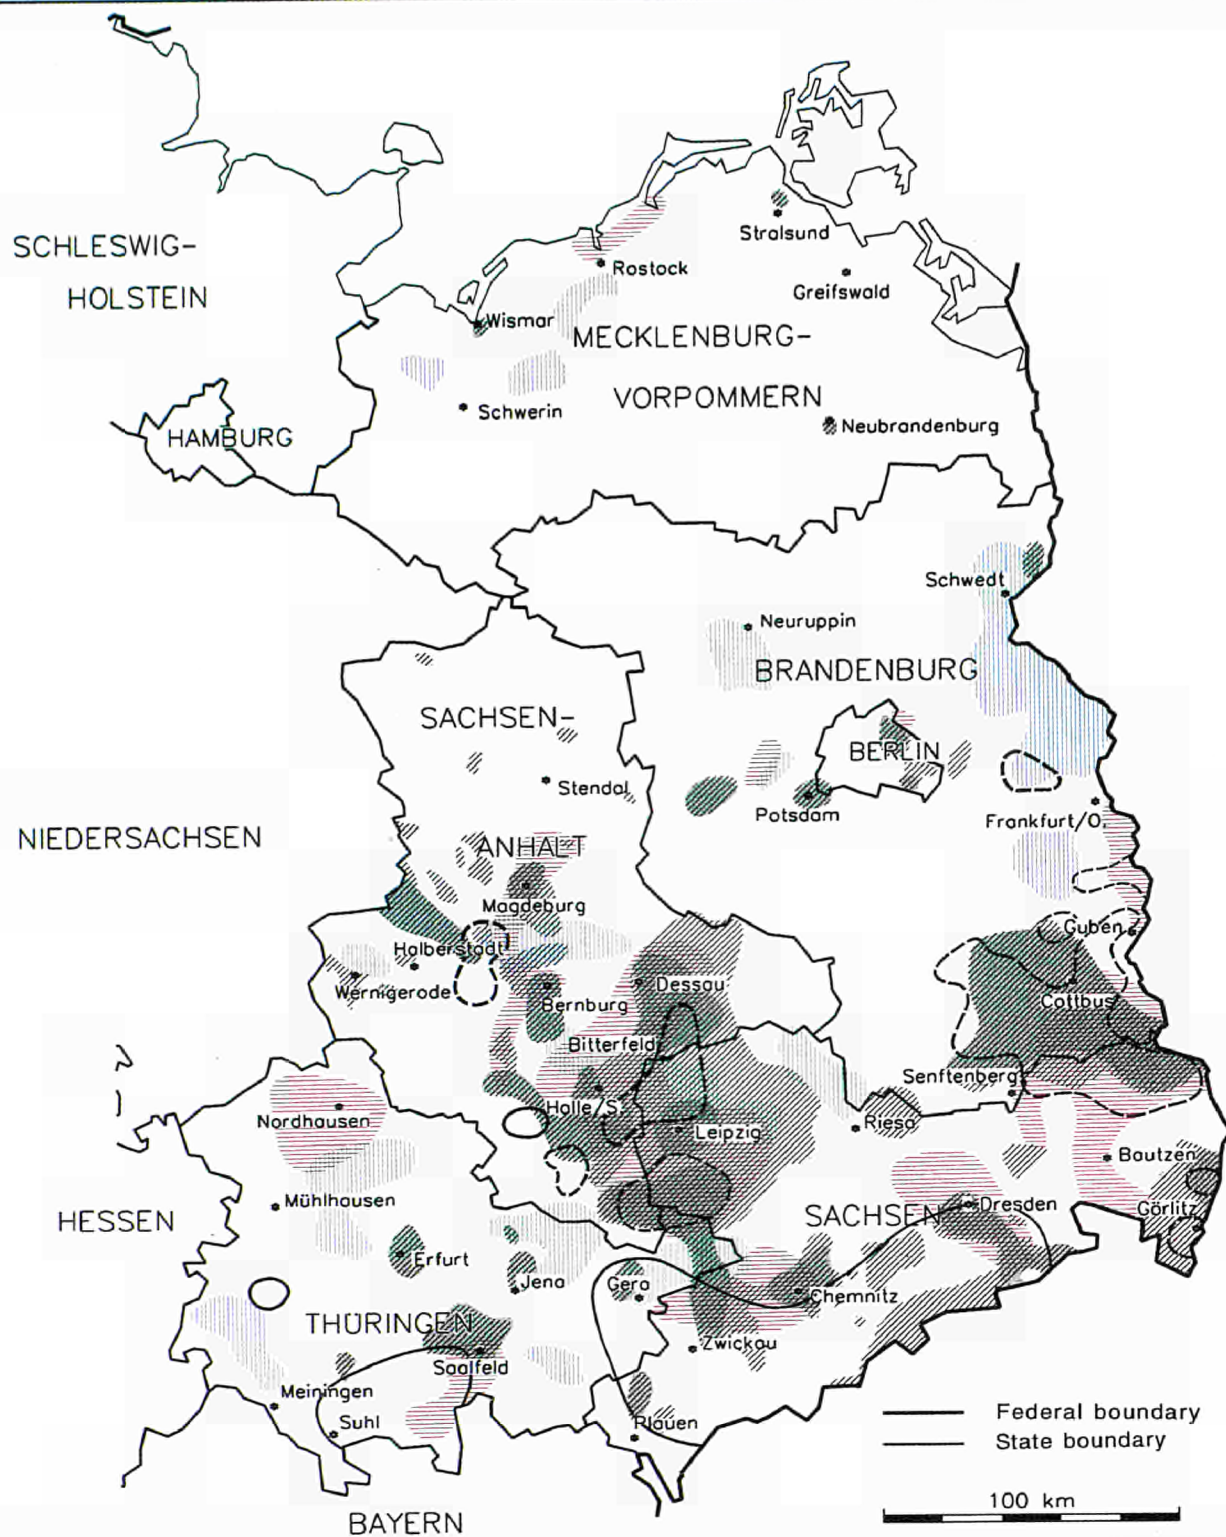 SCHLESWIG-
HOLSTEIN
Stralsund
Rostock
Greifswald
Wismar
MECKLENBURG-
VORPOMMERN
Schwerin
HAMBURG
Neubrandenburg
Schwedt
Neuruppin
BRANDENBURG
SACHSEN-
BERLIN
Stendal
Potsdam
Frankfurt/O.
NIEDERSACHSEN
ANHALT
Magdeburg
Guben
Halberstadt
Wernigerode
Dessau
Cottbus
Bernburg
Bitterfeld
Senftenberg
Halle/S.
Nordhausen
Riesa
Leipzig
Bautzen
Mühlhausen
HESSEN
SACHSEN
Dresden
Görlitz
Erfurt
Jena
Gera
Chemnitz
THÜRINGEN
Zwickau
Saalfeld
Meiningen
Suhl
Plauen
Federal boundary
State boundary
100 km
BAYERN